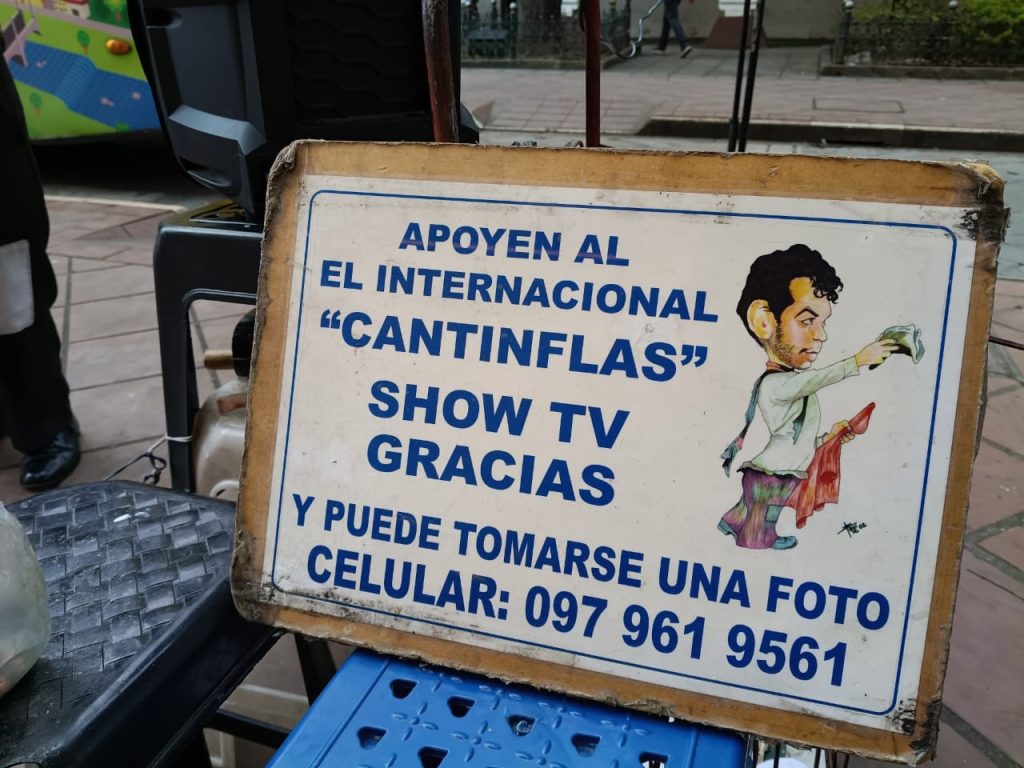 APOYEN AL
EL INTERNACIONAL
“CANTINFLAS”
SHOW TV
GRACIAS
Y PUEDE TOMARSE UNA FOTO
CELULAR: 097 961 9561